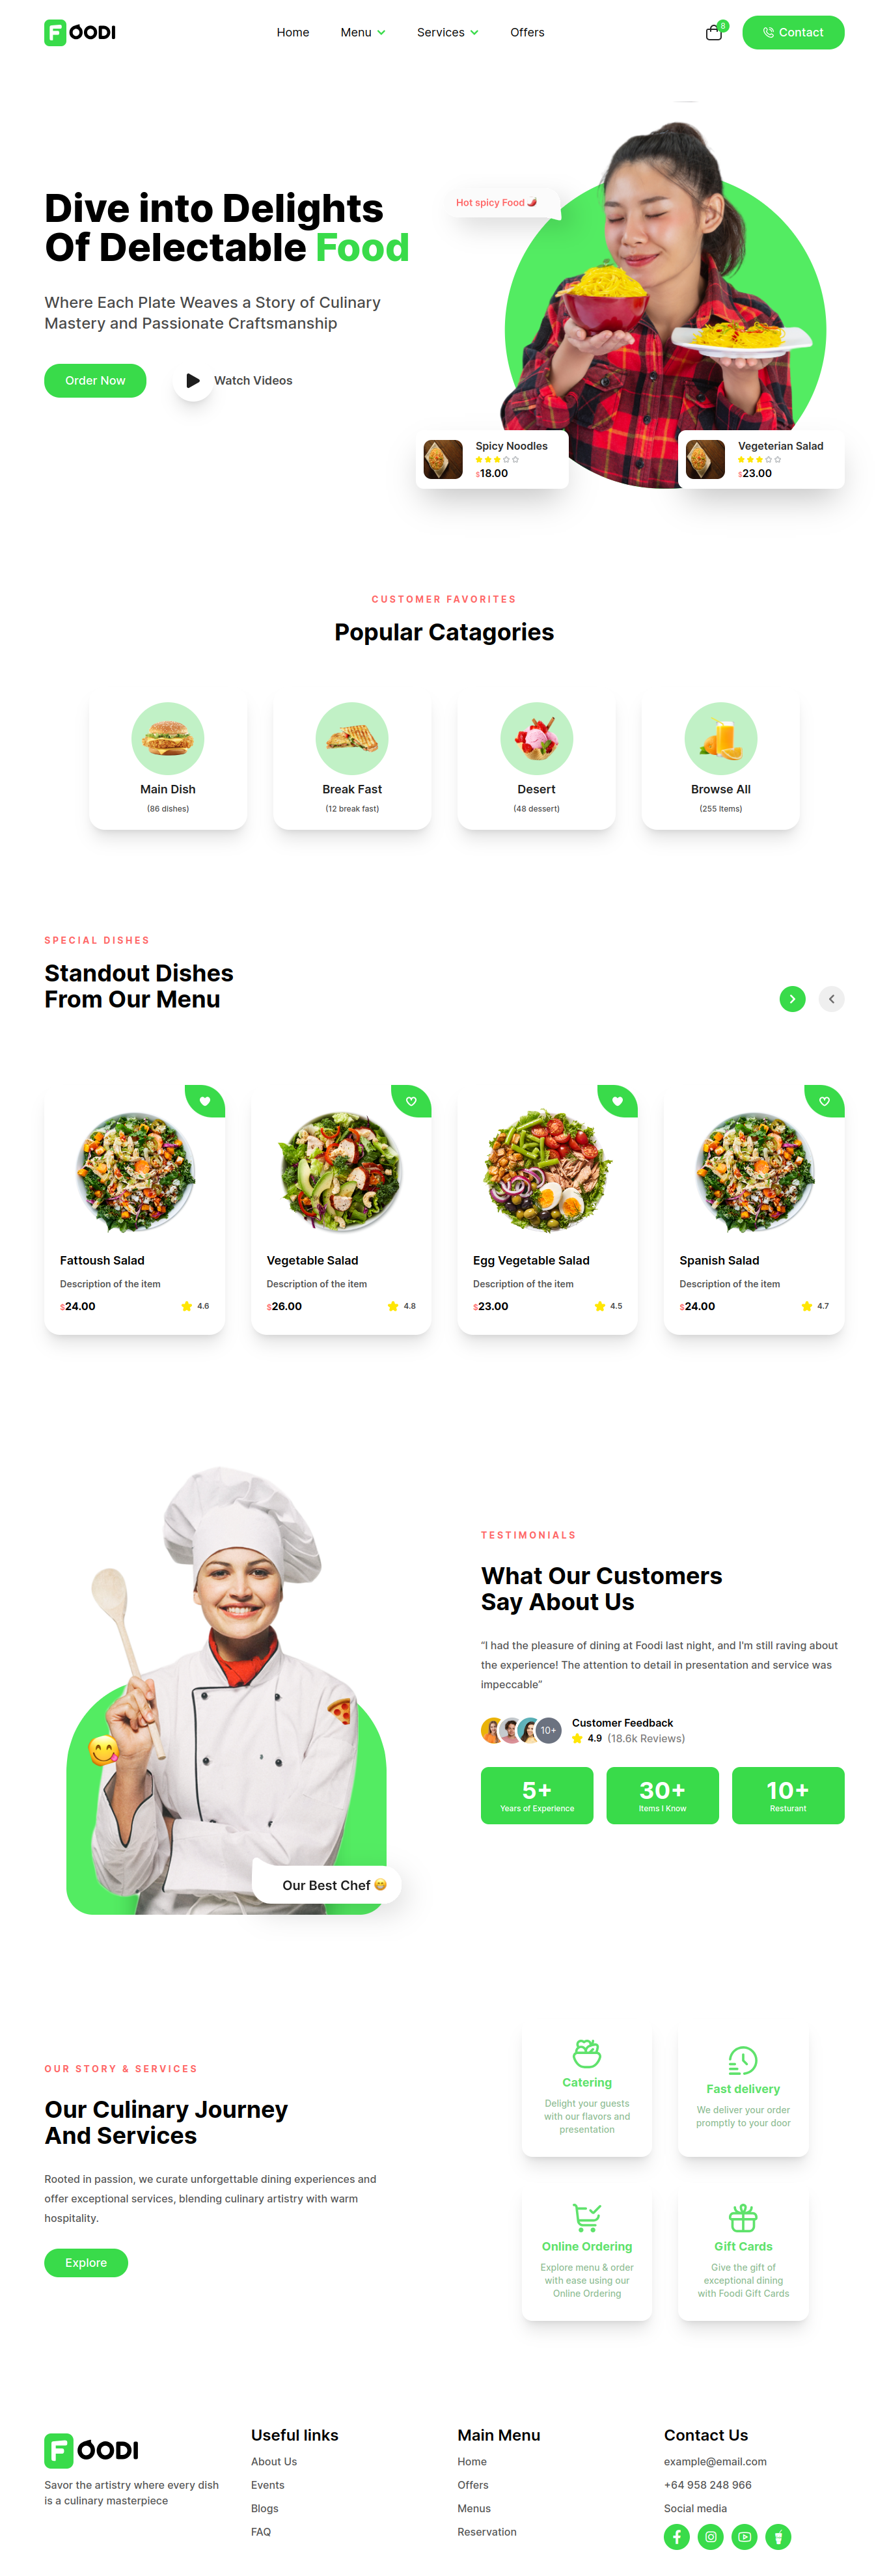 FOODI
Home
Menu
Services
Offers
8
Contact
Dive into Delights
Of Delectable Food
Where Each Plate Weaves a Story of Culinary
Mastery and Passionate Craftsmanship
Order Now
Watch Videos
Hot spicy Food
Spicy Noodles
$18.00
Vegeterian Salad
$23.00
CUSTOMER FAVORITES
Popular Catagories
Main Dish
(86 dishes)
Break Fast
(12 break fast)
Desert
(48 dessert)
Browse All
(255 Items)
SPECIAL DISHES
Standout Dishes
From Our Menu
Fattoush Salad
Description of the item
$24.00
4.6
Vegetable Salad
Description of the item
$26.00
4.8
Egg Vegetable Salad
Description of the item
$23.00
4.5
Spanish Salad
Description of the item
$24.00
4.7
Our Best Chef
TESTIMONIALS
What Our Customers
Say About Us
“I had the pleasure of dining at Foodi last night, and I'm still raving about
the experience! The attention to detail in presentation and service was
impeccable”
10+
Customer Feedback
4.9 (18.6k Reviews)
5+
Years of Experience
30+
Items I Know
10+
Resturant
OUR STORY & SERVICES
Our Culinary Journey
And Services
Rooted in passion, we curate unforgettable dining experiences and
offer exceptional services, blending culinary artistry with warm
hospitality.
Explore
Catering
Delight your guests
with our flavors and
presentation
Fast delivery
We deliver your order
promptly to your door
Online Ordering
Explore menu & order
with ease using our
Online Ordering
Gift Cards
Give the gift of
exceptional dining
with Foodi Gift Cards
FOODI
Savor the artistry where every dish
is a culinary masterpiece
Useful links
About Us
Events
Blogs
FAQ
Main Menu
Home
Offers
Menus
Reservation
Contact Us
example@email.com
+64 958 248 966
Social media